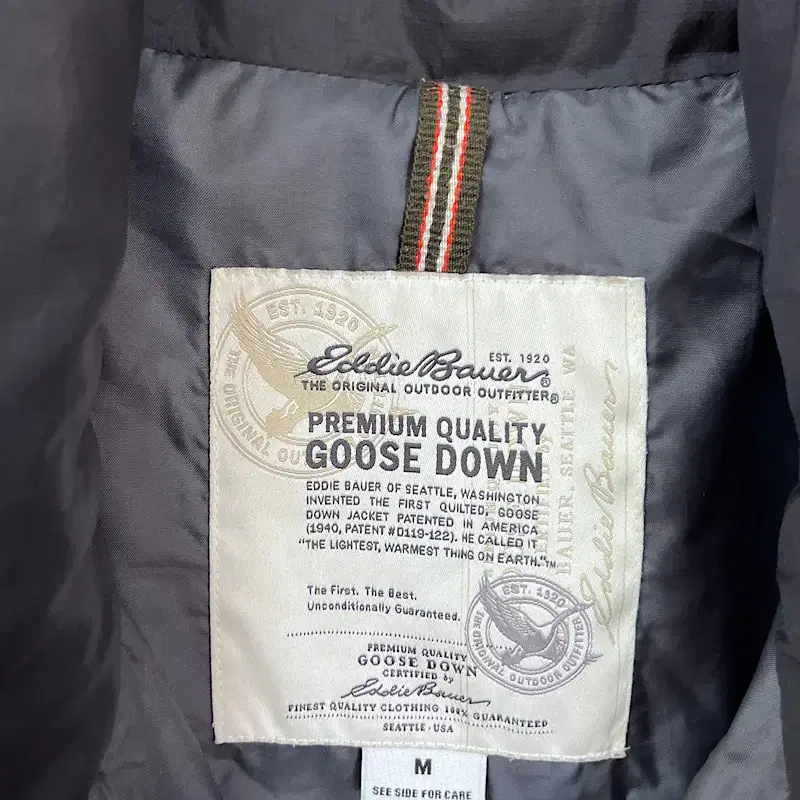 EST. 1920
THE ORIGINAL OU
Eddie Bauer® EST. 1920
THE ORIGINAL OUTDOOR OUTFITTER®
PREMIUM QUALITY
GOOSE DOWN
EDDIE BAUER OF SEATTLE, WASHINGTON
INVENTED THE FIRST QUILTED, GOOSE
DOWN JACKET PATENTED IN AMERICA
(1940, PATENT #D119-122). HE CALLED IT
"THE LIGHTEST, WARMEST THING ON EARTH."™
BAUER, SEATTLE WA
Eddie Bauer
The First. The Best.
Unconditionally Guaranteed.
EST. 1920
THE ORIGINAL OUTDOOR OUTFITTER
PREMIUM QUALITY
GOOSE DOWN
CERTIFIED by
Eddie Bauer
FINEST QUALITY CLOTHING 100% GUARANTEED
SEATTLE · USA
M
SEE SIDE FOR CARE